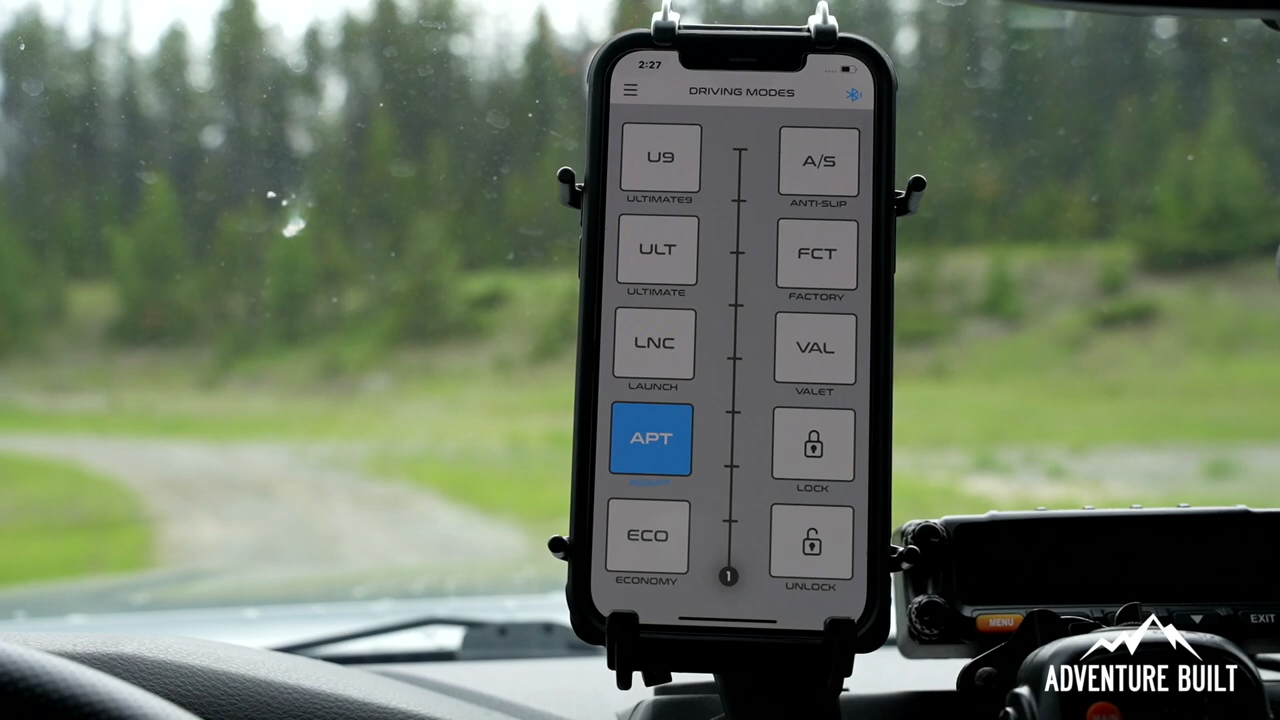 2:27
DRIVING MODES
U9
ULTIMATE9
A/S
ANTI-SLIP
ULT
ULTIMATE
FCT
FACTORY
LNC
LAUNCH
VAL
VALET
APT
ADAPT
LOCK
ECO
ECONOMY
UNLOCK
1
MENU
EXIT
ADVENTURE BUILT